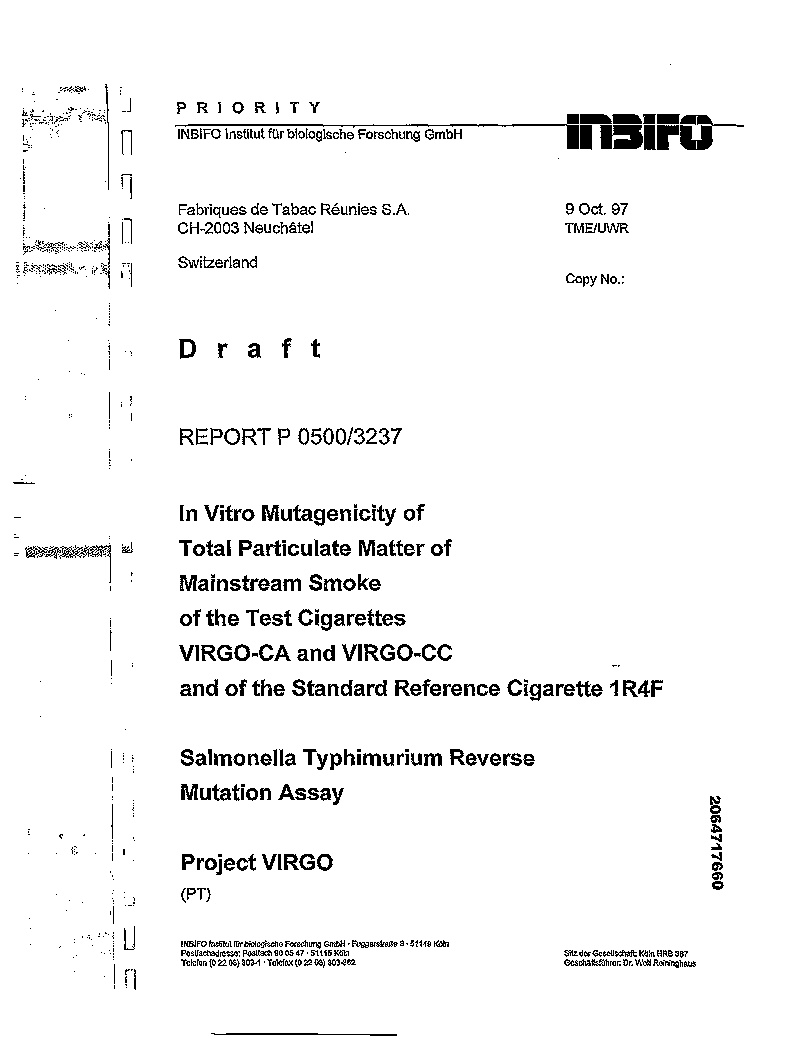 PRIORITY
INBIFO Institut für biologische Forschung GmbH
INBIFO
Fabriques de Tabac Réunies S.A.
CH-2003 Neuchâtel
Switzerland
9 Oct. 97
TME/UWR
Copy No.:
Draft
REPORT P 0500/3237
In Vitro Mutagenicity of
Total Particulate Matter of
Mainstream Smoke
of the Test Cigarettes
VIRGO-CA and VIRGO-CC
and of the Standard Reference Cigarette 1R4F
Salmonella Typhimurium Reverse
Mutation Assay
Project VIRGO
(PT)
2064717660
INBIFO Institut für biologische Forschung GmbH · Fuggerstraße 3 · 51149 Köln
Postfachadresse: Postfach 90 05 47 · 51115 Köln
Telefon (0 22 03) 303-1 · Telefax (0 22 03) 303-362
Sitz der Gesellschaft: Köln HRB 367
Geschäftsführer: Dr. Wolf Reininghaus